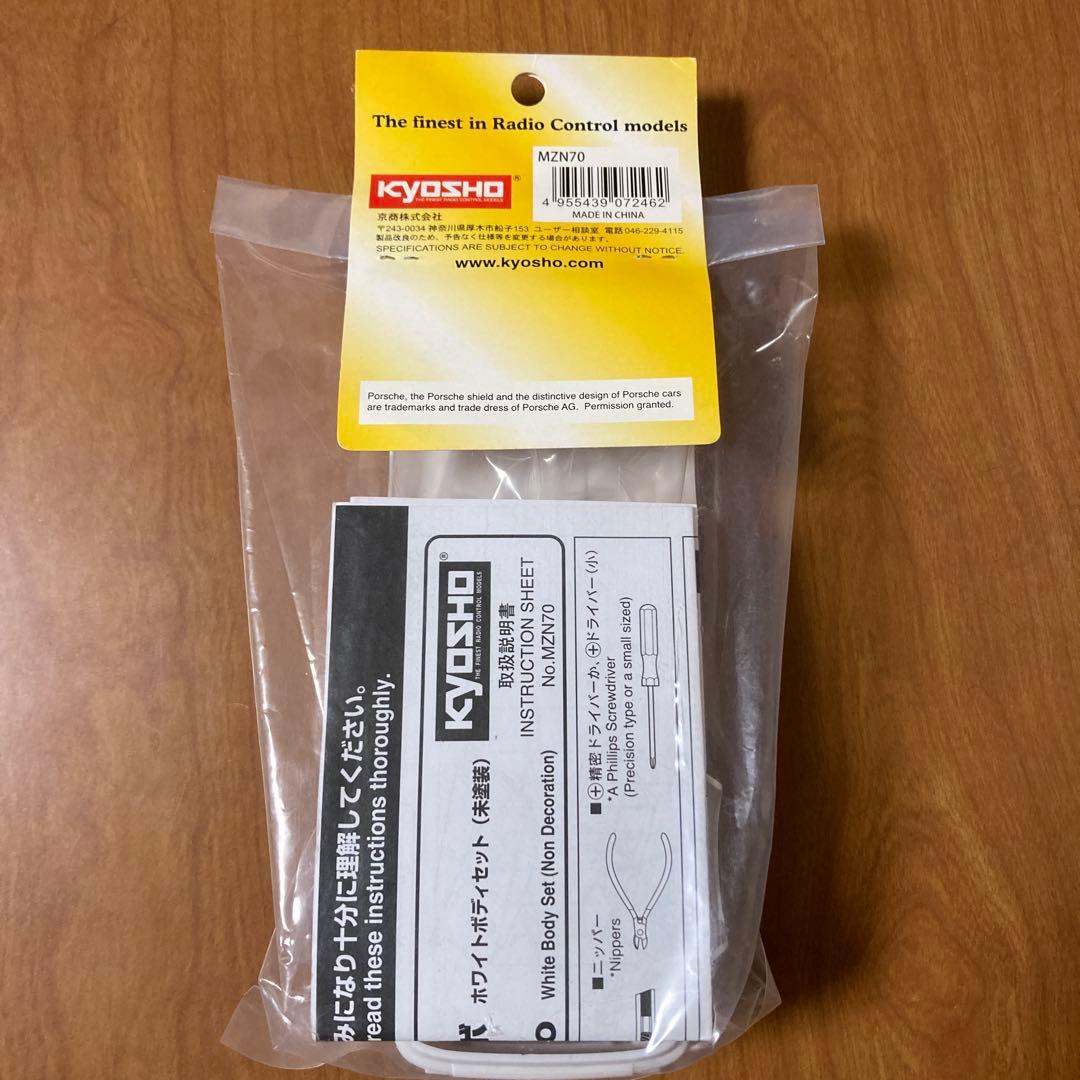 The finest in Radio Control models
MZN70
4 955439 072462
MADE IN CHINA
KYOSHO®
THE FINEST RADIO CONTROL MODELS
京商株式会社
〒243-0034 神奈川県厚木市船子153 ユーザー相談室 電話 046-229-4115
製品改良のため、予告なく仕様等を変更する場合があります。
SPECIFICATIONS ARE SUBJECT TO CHANGE WITHOUT NOTICE.
www.kyosho.com
Porsche, the Porsche shield and the distinctive design of Porsche cars
are trademarks and trade dress of Porsche AG. Permission granted.
みになり十分に理解してください。
read these instructions thoroughly.
KYOSHO®
THE FINEST RADIO CONTROL MODELS
取扱説明書
INSTRUCTION SHEET
No.MZN70
ホワイトボディセット (未塗装)
White Body Set (Non Decoration)
■⊕精密ドライバーか、⊕ドライバー (小)
*A Phillips Screwdriver
(Precision type or a small sized)
■ニッパー
*Nippers